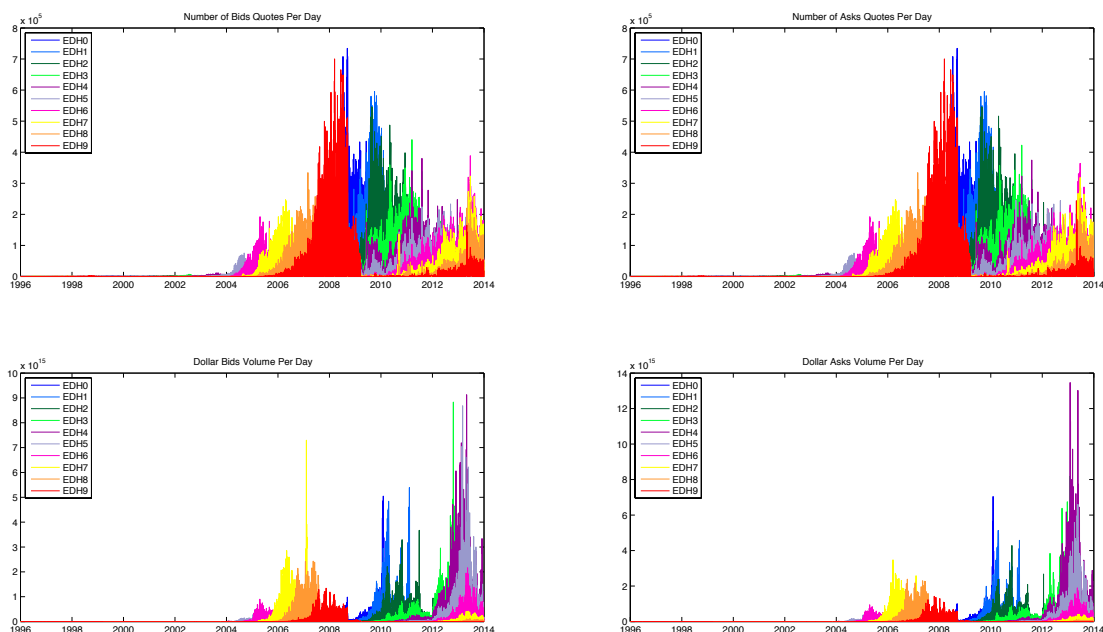 Number of Bids Quotes Per Day
x 10^5
8
7
6
5
4
3
2
1
0
EDH0
EDH1
EDH2
EDH3
EDH4
EDH5
EDH6
EDH7
EDH8
EDH9
1996 1998 2000 2002 2004 2006 2008 2010 2012 2014
Number of Asks Quotes Per Day
x 10^5
8
7
6
5
4
3
2
1
0
EDH0
EDH1
EDH2
EDH3
EDH4
EDH5
EDH6
EDH7
EDH8
EDH9
1996 1998 2000 2002 2004 2006 2008 2010 2012 2014
Dollar Bids Volume Per Day
x 10^15
10
9
8
7
6
5
4
3
2
1
0
EDH0
EDH1
EDH2
EDH3
EDH4
EDH5
EDH6
EDH7
EDH8
EDH9
1996 1998 2000 2002 2004 2006 2008 2010 2012 2014
Dollar Asks Volume Per Day
x 10^15
14
12
10
8
6
4
2
0
EDH0
EDH1
EDH2
EDH3
EDH4
EDH5
EDH6
EDH7
EDH8
EDH9
1996 1998 2000 2002 2004 2006 2008 2010 2012 2014